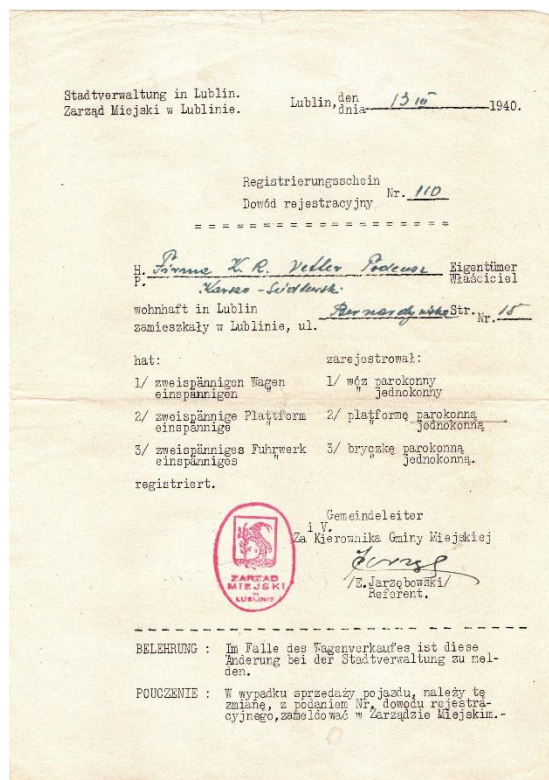 Stadtverwaltung in Lublin.
Zarząd Miejski w Lublinie.
Lublin, den
dnia 13 III 1940.
Registrierungsschein
Dowód rejestracyjny
Nr. 110
H. Firma K. R. Vetter Eigentümer
P. Właściciel
wohnhaft in Lublin
zamieszkały w Lublinie, ul. Bernardyńska Str. Nr. 15
hat: zarejestrował:
1/ zweispännigen Wagen 1/ wóz parokonny
einspännigen " " jednokonny
2/ zweispännige Plattform 2/ platformę parokonną
einspännige " " jednokonną
3/ zweispänniges Fuhrwerk 3/ bryczkę parokonną
einspänniges " " jednokonną.
registriert.
Gemeindeleiter
i V.
Za Kierownika Gminy Miejskiej
/E.Jarzębowski/
Referent.
ZARZĄD
MIEJSKI
W
LUBLINIE
BELEHRUNG : Im Falle des Wagenverkaufes ist diese
Änderung bei der Stadtverwaltung zu mel-
den.
POUCZENIE : W wypadku sprzedaży pojazdu, należy tę
zmianę, z podaniem Nr. dowodu rejestra-
cyjnego,zameldować w Zarządzie Miejskim.-